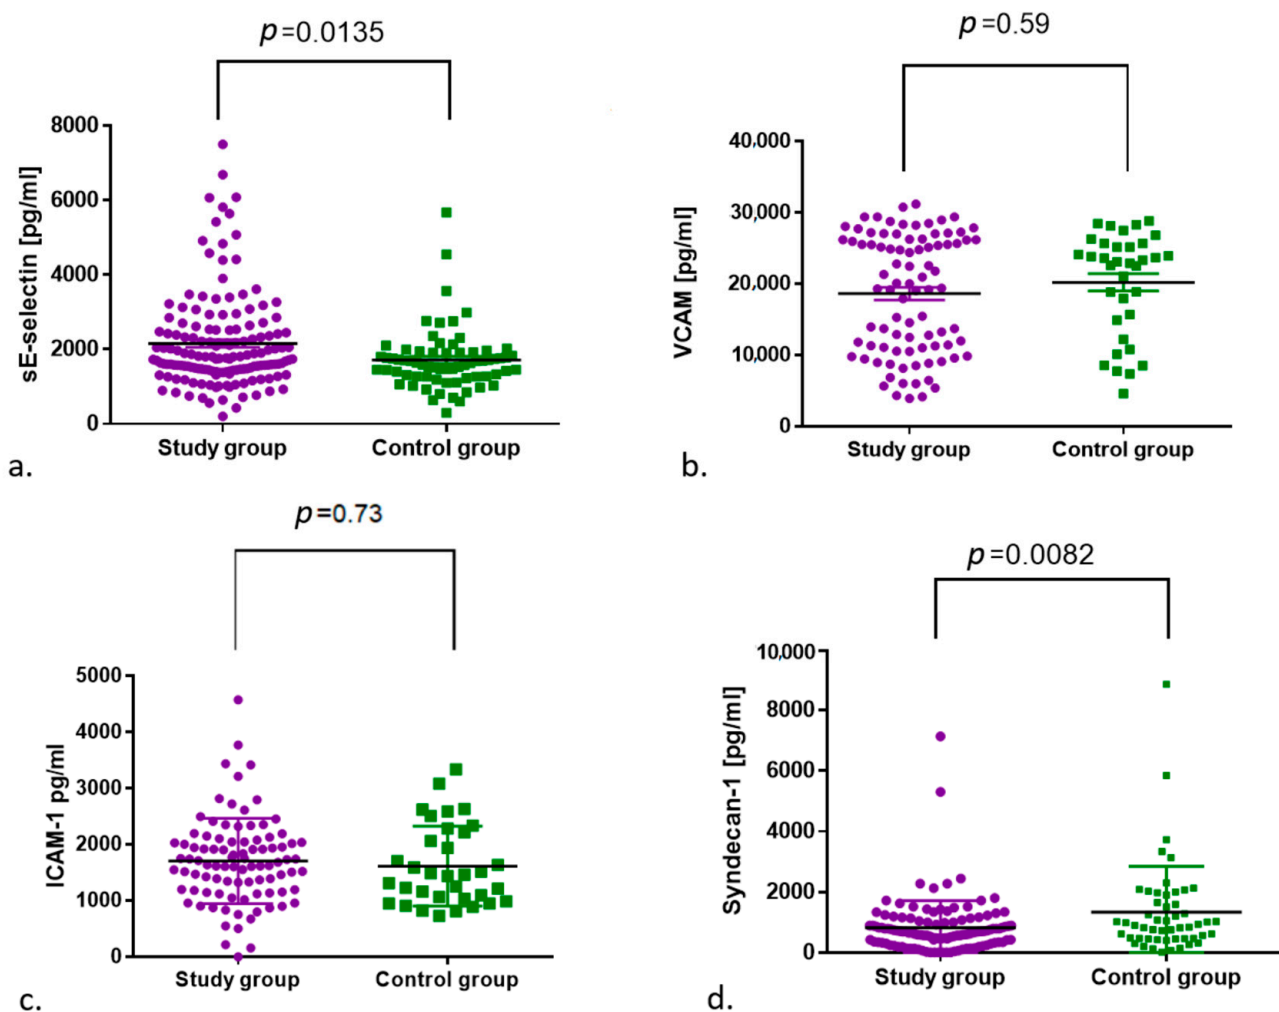 p=0.0135
sE-selectin [pg/ml]
8000
6000
4000
2000
0
Study group
Control group
a.
p=0.59
VCAM [pg/ml]
40,000
30,000
20,000
10,000
0
Study group
Control group
b.
p=0.73
ICAM-1 pg/ml
5000
4000
3000
2000
1000
0
Study group
Control group
c.
p=0.0082
Syndecan-1 [pg/ml]
10,000
8000
6000
4000
2000
0
Study group
Control group
d.